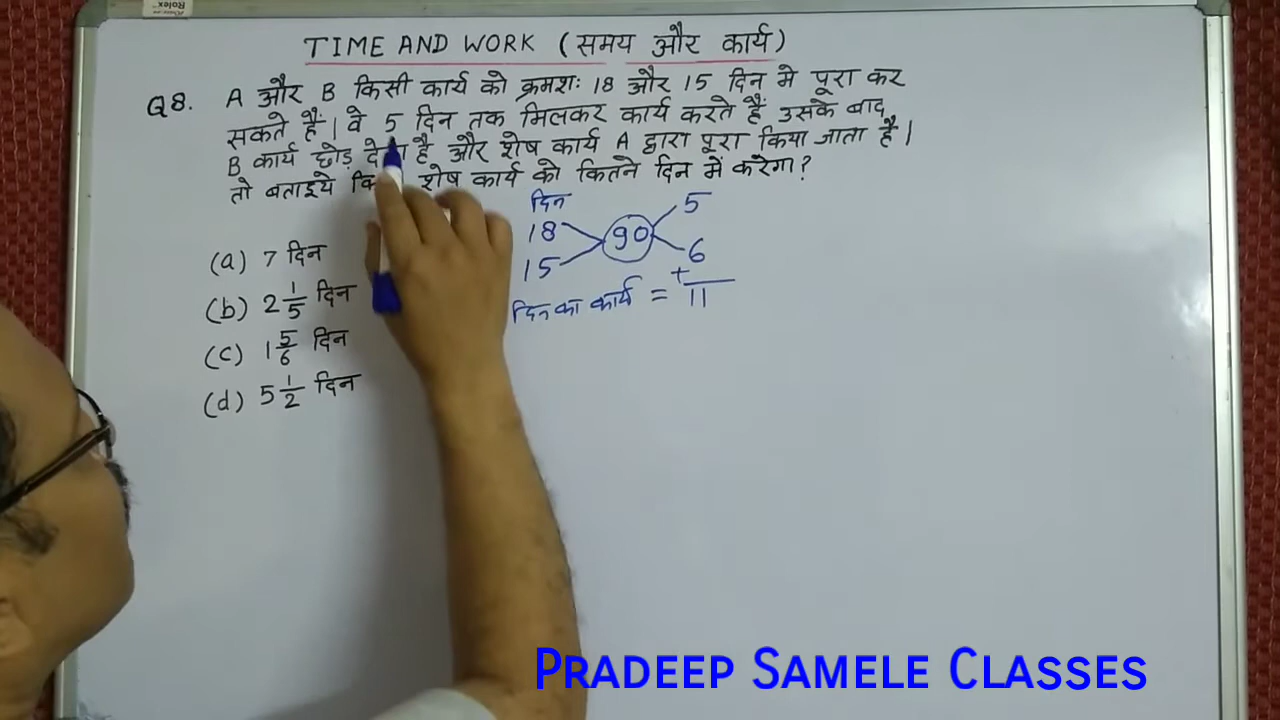 Rolex
TIME AND WORK (समय और कार्य)
Q8. A और B किसी कार्य को क्रमशः 18 और 15 दिन मे पूरा कर
सकते हैं। वे 5 दिन तक मिलकर कार्य करते हैं उसके बाद
B कार्य छोड़ है और शेष कार्य A द्वारा पूरा किया जाता है।
तो बताइये शेष कार्य को कितने दिन में करेगा?
दिन
18 90 5
15 6
+
दिन का कार्य = 11
(a) 7 दिन
(b) 2 1/5 दिन
(c) 1 5/6 दिन
(d) 5 1/2 दिन
PRADEEP SAMELE CLASSES